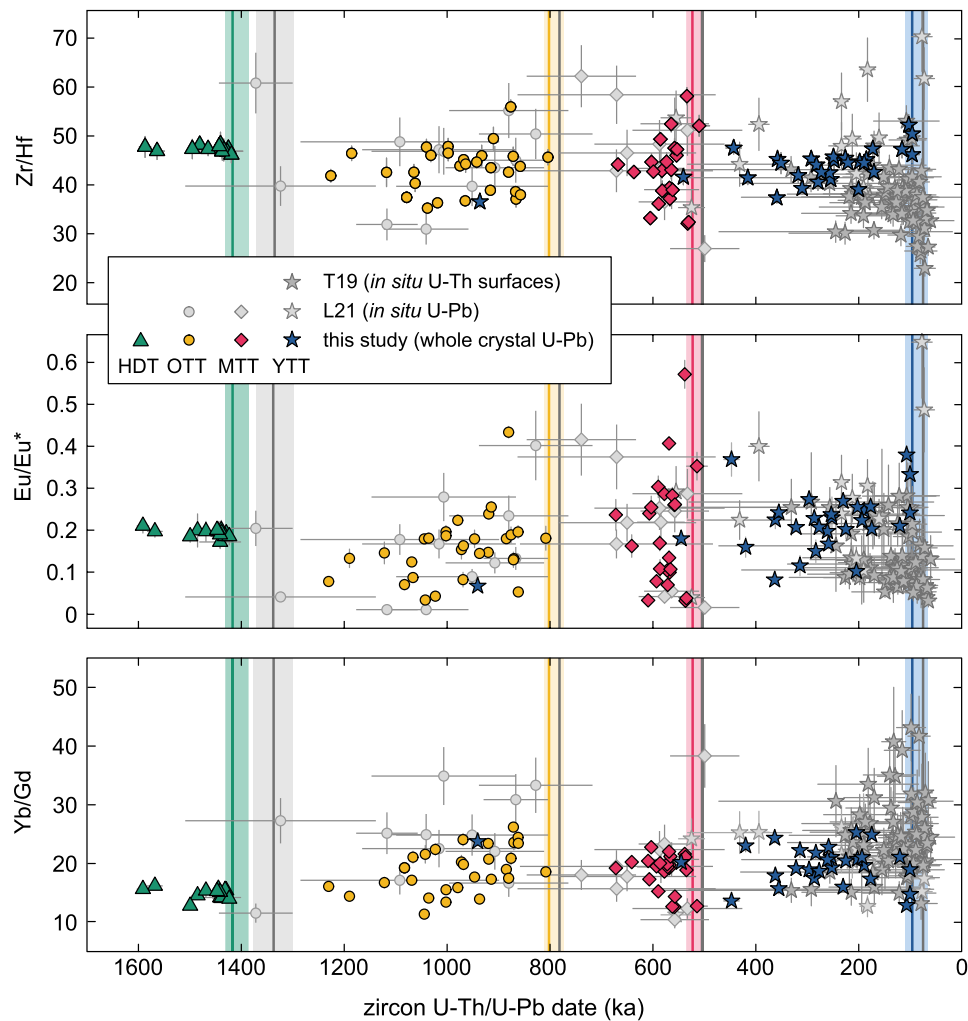 70
60
50
40
30
20
Zr/Hf
T19 (in situ U-Th surfaces)
L21 (in situ U-Pb)
this study (whole crystal U-Pb)
HDT OTT MTT YTT
0.6
0.5
0.4
0.3
0.2
0.1
0
Eu/Eu*
50
40
30
20
10
Yb/Gd
1600 1400 1200 1000 800 600 400 200 0
zircon U-Th/U-Pb date (ka)